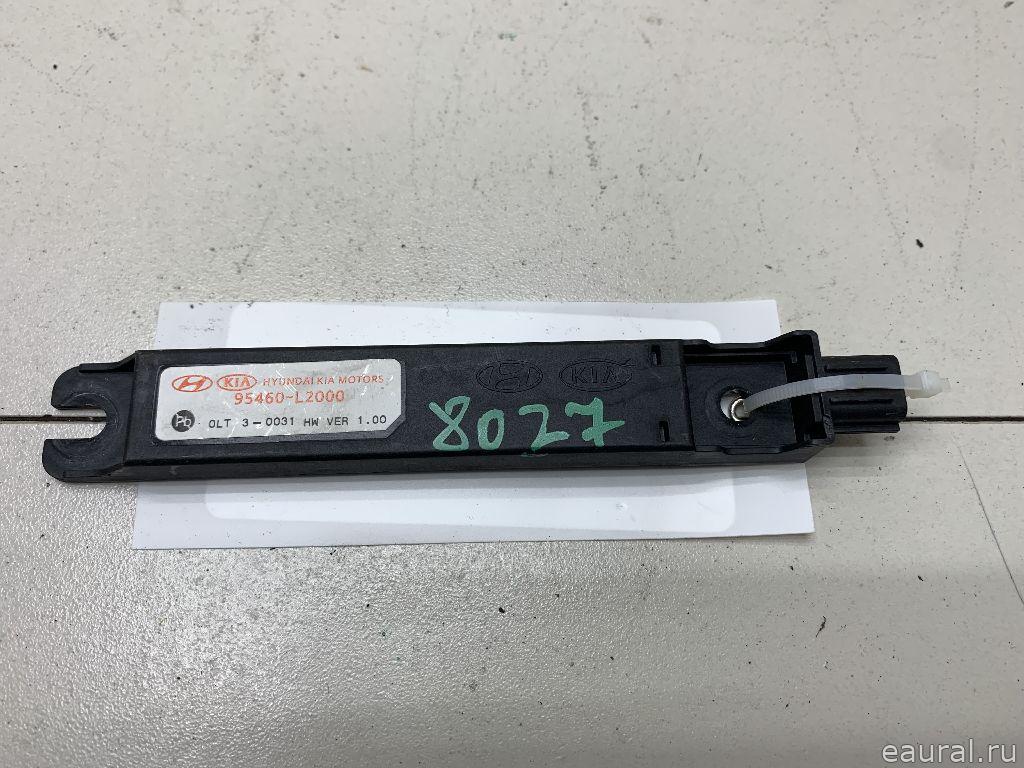 KIA HYUNDAI KIA MOTORS
95460-L2000
Pb OLT 3-0031 HW VER 1.00
KIA
8027
eaural.ru